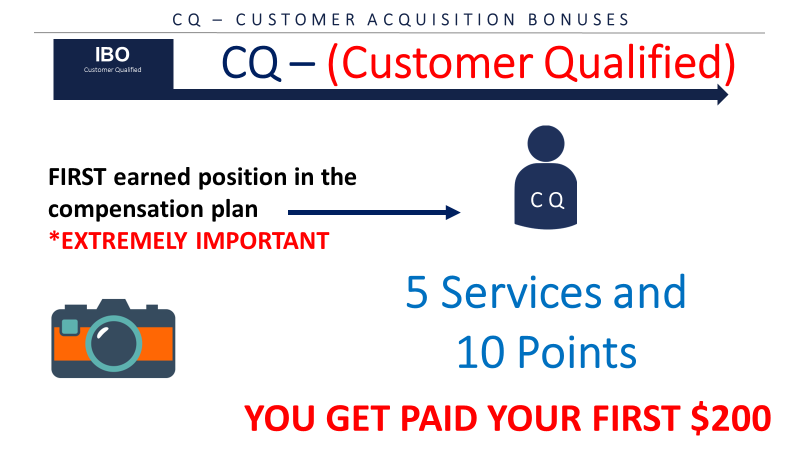 CQ – CUSTOMER ACQUISITION BONUSES
IBO
Customer Qualified
CQ – (Customer Qualified)
FIRST earned position in the
compensation plan
*EXTREMELY IMPORTANT
CQ
5 Services and
10 Points
YOU GET PAID YOUR FIRST $200